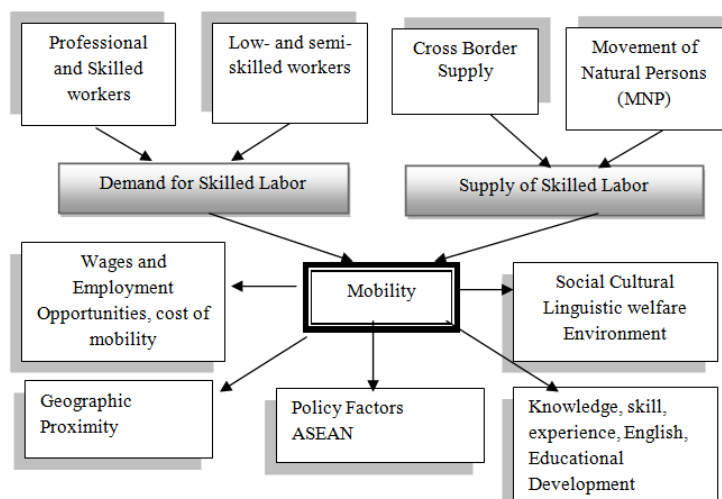 Professional
and Skilled
workers
Low- and semi-
skilled workers
Cross Border
Supply
Movement of
Natural Persons
(MNP)
Demand for Skilled Labor
Supply of Skilled Labor
Wages and
Employment
Opportunities, cost of
mobility
Mobility
Social Cultural
Linguistic welfare
Environment
Geographic
Proximity
Policy Factors
ASEAN
Knowledge, skill,
experience, English,
Educational
Development